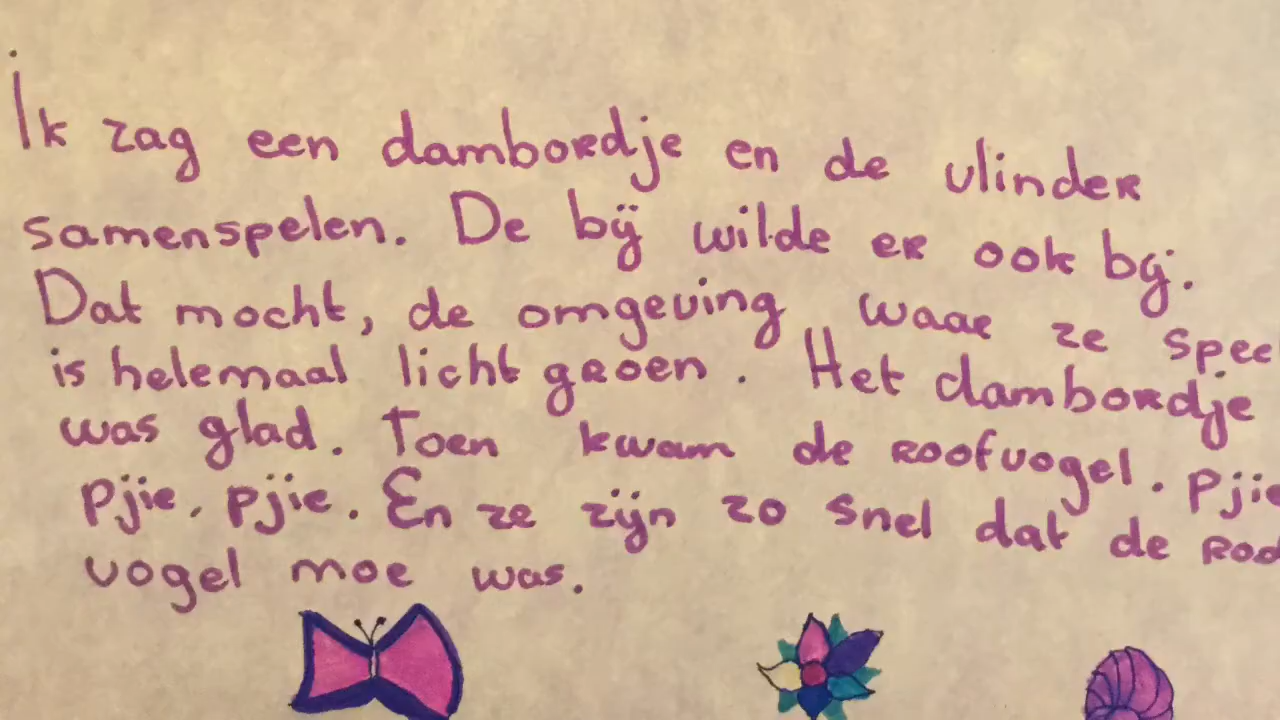 Ik zag een dambordje en de vlinder
samenspelen. De bij wilde er ook bij.
Dat mocht, de omgeving waar ze
is helemaal licht groen. Het dambordje
was glad. Toen kwam de roofvogel.
pjie, pjie. En ze zijn zo snel dat de
vogel moe was.